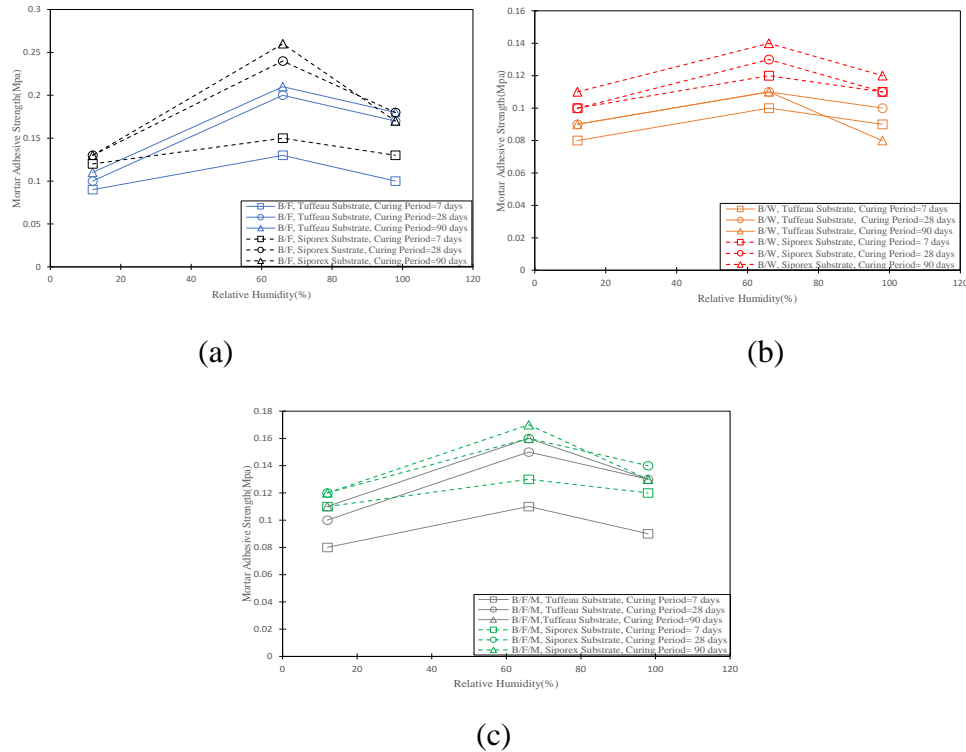 0.3
0.25
0.2
0.15
0.1
0.05
0
0 20 40 60 80 100 120
Mortar Adhesive Strength(Mpa)
Relative Humidity(%)
B/F, Tuffeau Substrate, Curing Period=7 days
B/F, Tuffeau Substrate, Curing Period=28 days
B/F, Tuffeau Substrate, Curing Period=90 days
B/F, Siporex Substrate, Curing Period=7 days
B/F, Siporex Sustrate, Curing Period=28 days
B/F, Siporex Substrate, Curing Period=90 days
(a)
0.16
0.14
0.12
0.1
0.08
0.06
0.04
0.02
0
0 20 40 60 80 100 120
Mortar Adhesive Strength(Mpa)
Relative Humidity(%)
B/W, Tuffeau Substrate, Curing Period=7 days
B/W, Tuffeau Substrate, Curing Period=28 days
B/W, Tuffeau Substrate, Curing Period=90 days
B/W, Siporex Substrate, Curing Period= 7 days
B/W, Siporex Substrate, Curing Period= 28 days
B/W, Siporex Substrate, Curing Period= 90 days
(b)
0.18
0.16
0.14
0.12
0.1
0.08
0.06
0.04
0.02
0
0 20 40 60 80 100 120
Mortar Adhesive Strength(Mpa)
Relative Humidity(%)
B/F/M, Tuffeau Substrate, Curing Period=7 days
B/F/M, Tuffeau Substrate, Curing Period=28 days
B/F/M,Tuffeau Substrate, Curing Period=90 days
B/F/M, Siporex Substrate, Curing Period= 7 days
B/F/M, Siporex Substrate, Curing Period= 28 days
B/F/M, Siporex Substrate, Curing Period= 90 days
(c)